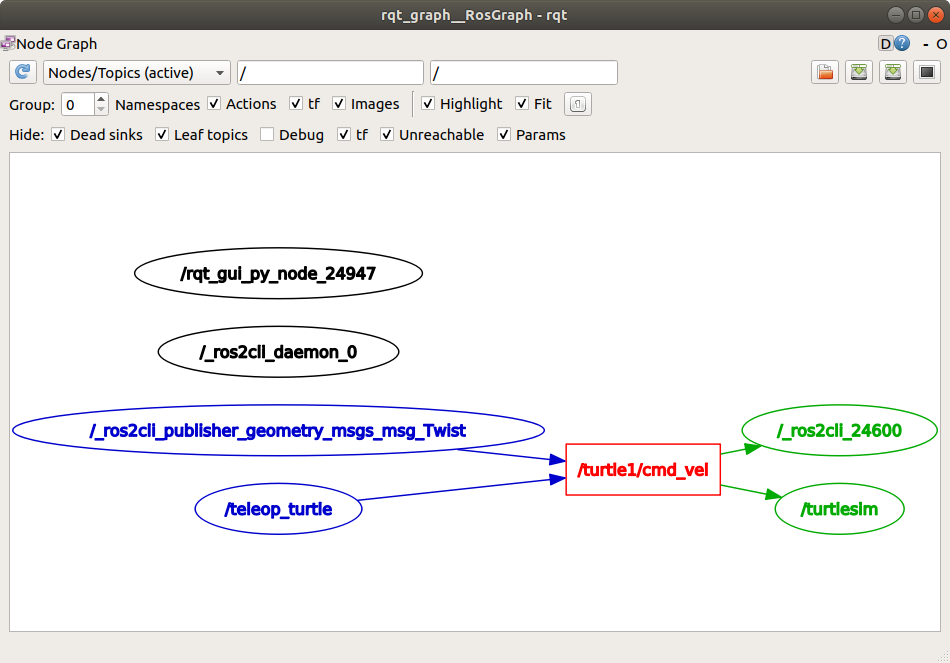 rqt_graph__RosGraph - rqt
Node Graph
D ? - O
Nodes/Topics (active) / /
Group: 0 Namespaces Actions tf Images Highlight Fit
Hide: Dead sinks Leaf topics Debug tf Unreachable Params
/rqt_gui_py_node_24947
/_ros2cli_daemon_0
/_ros2cli_publisher_geometry_msgs_msg_Twist
/_ros2cli_24600
/turtle1/cmd_vel
/teleop_turtle
/turtlesim